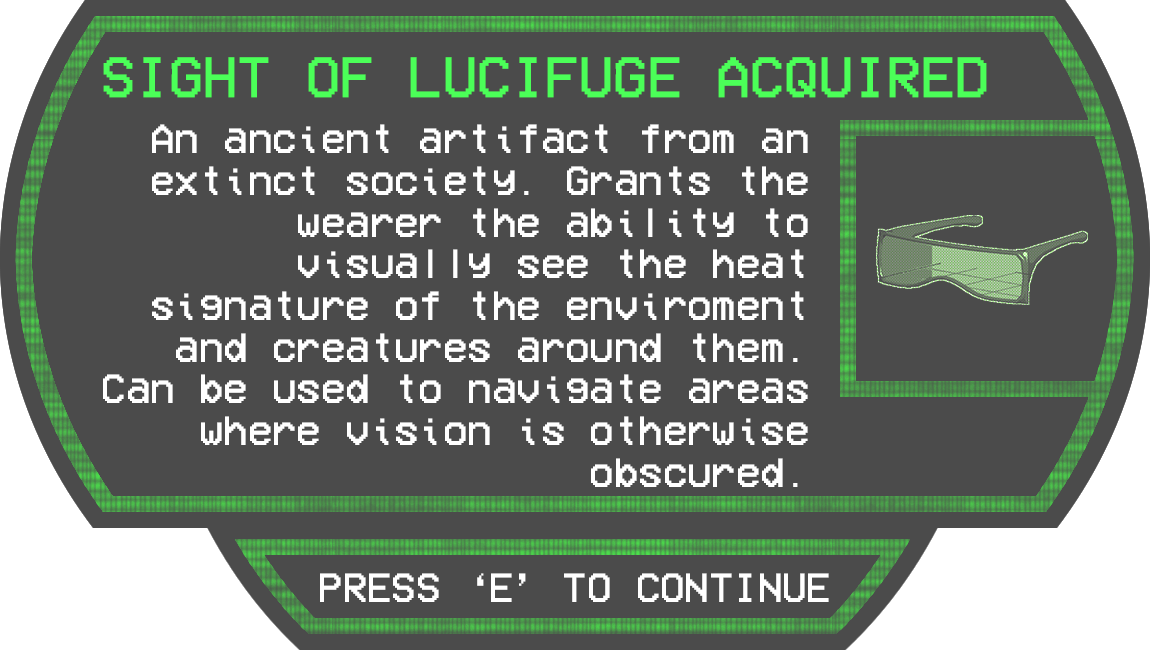 SIGHT OF LUCIFUGE ACQUIRED
An ancient artifact from an
extinct society. Grants the
wearer the ability to
visually see the heat
signature of the enviroment
and creatures around them.
Can be used to navigate areas
where vision is otherwise
obscured.
PRESS ‘E’ TO CONTINUE